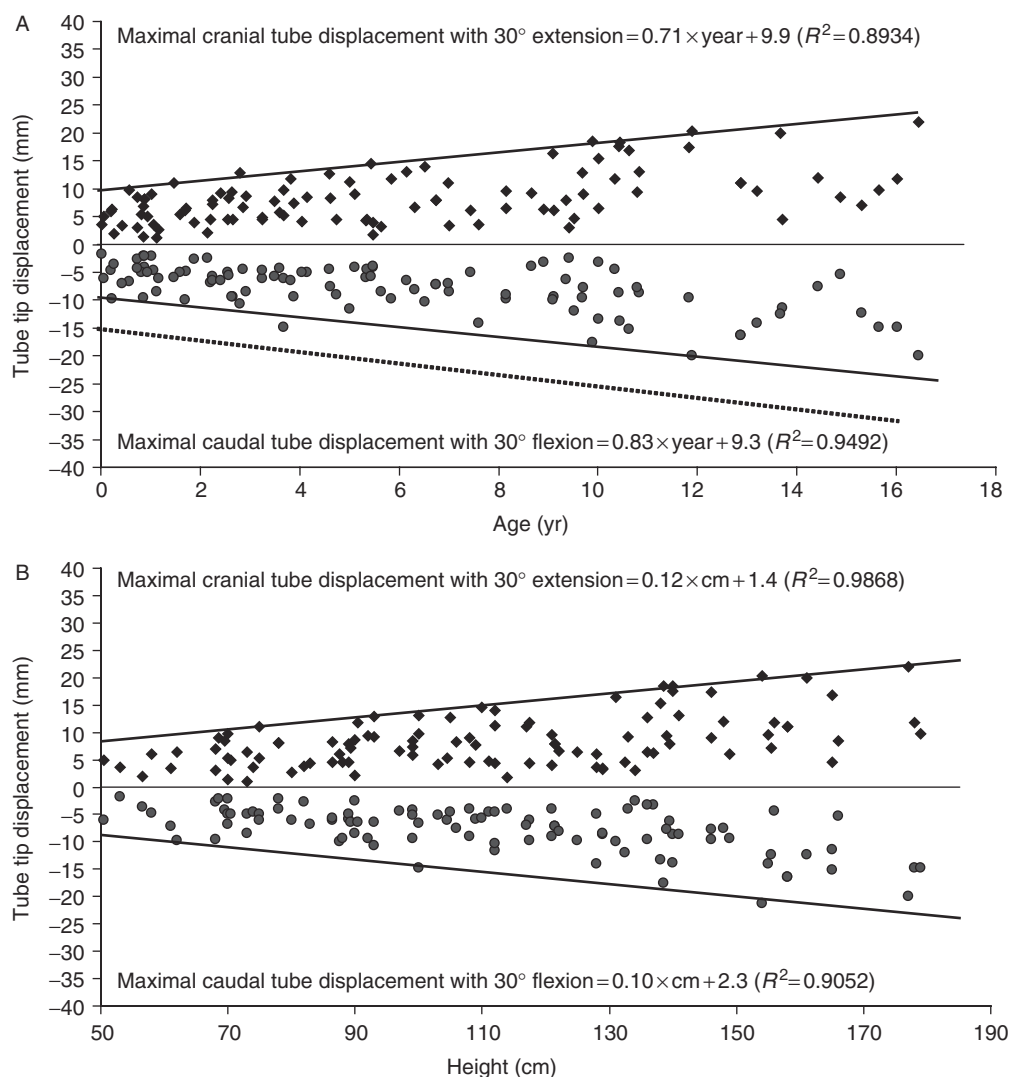 A
Maximal cranial tube displacement with 30° extension=0.71×year+9.9 (R²=0.8934)
40
35
30
25
20
15
10
5
0
–5
–10
–15
–20
–25
–30
–35
–40
Tube tip displacement (mm)
Maximal caudal tube displacement with 30° flexion=0.83×year+9.3 (R²=0.9492)
0 2 4 6 8 10 12 14 16 18
Age (yr)
B
Maximal cranial tube displacement with 30° extension=0.12×cm+1.4 (R²=0.9868)
40
35
30
25
20
15
10
5
0
–5
–10
–15
–20
–25
–30
–35
–40
Tube tip displacement (mm)
Maximal caudal tube displacement with 30° flexion=0.10×cm+2.3 (R²=0.9052)
50 70 90 110 130 150 170 190
Height (cm)